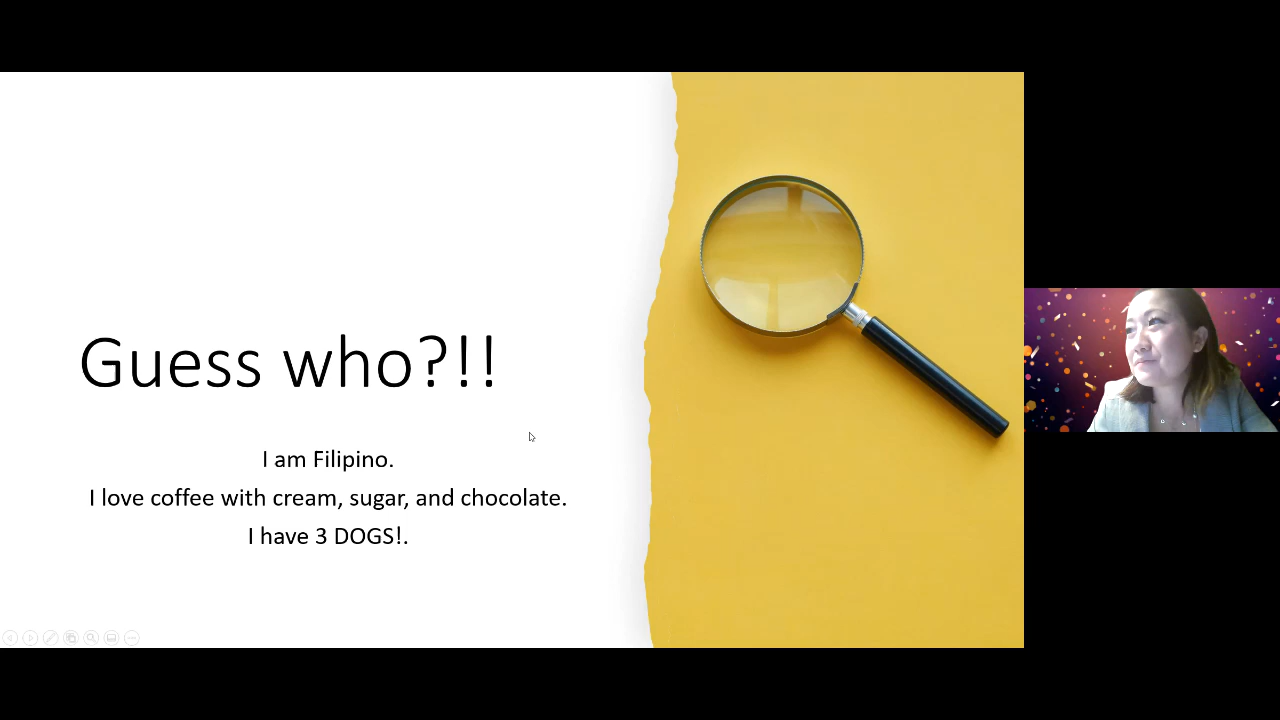 Guess who?!!
I am Filipino.
I love coffee with cream, sugar, and chocolate.
I have 3 DOGS!.